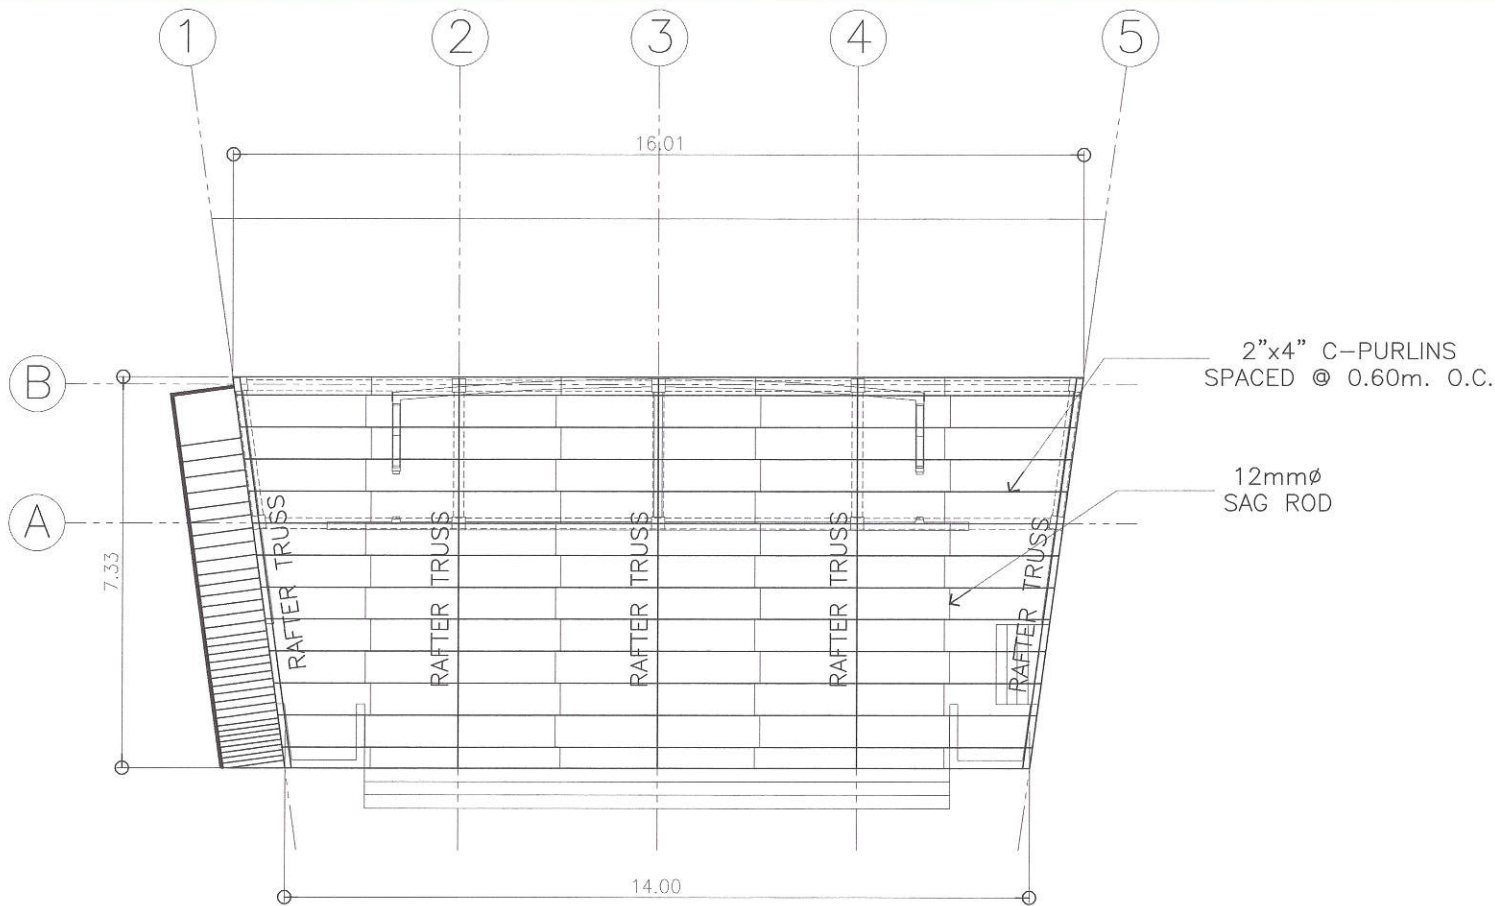 1
2
3
4
5
16.01
B
2"x4" C-PURLINS
SPACED @ 0.60m. O.C.
12mmø
SAG ROD
A
7.33
RAFTER TRUSS
RAFTER TRUSS
RAFTER TRUSS
RAFTER TRUSS
RAFTER TRUSS
14.00